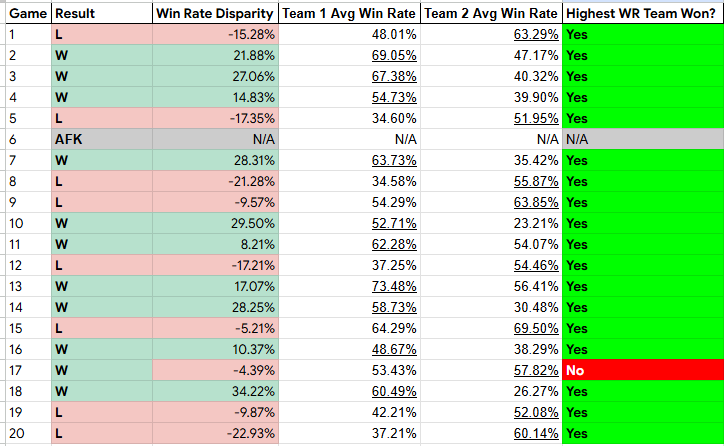 Game Result Win Rate Disparity Team 1 Avg Win Rate Team 2 Avg Win Rate Highest WR Team Won?
1 L -15.28% 48.01% 63.29% Yes
2 W 21.88% 69.05% 47.17% Yes
3 W 27.06% 67.38% 40.32% Yes
4 W 14.83% 54.73% 39.90% Yes
5 L -17.35% 34.60% 51.95% Yes
6 AFK N/A N/A N/A N/A
7 W 28.31% 63.73% 35.42% Yes
8 L -21.28% 34.58% 55.87% Yes
9 L -9.57% 54.29% 63.85% Yes
10 W 29.50% 52.71% 23.21% Yes
11 W 8.21% 62.28% 54.07% Yes
12 L -17.21% 37.25% 54.46% Yes
13 W 17.07% 73.48% 56.41% Yes
14 W 28.25% 58.73% 30.48% Yes
15 L -5.21% 64.29% 69.50% Yes
16 W 10.37% 48.67% 38.29% Yes
17 W -4.39% 53.43% 57.82% No
18 W 34.22% 60.49% 26.27% Yes
19 L -9.87% 42.21% 52.08% Yes
20 L -22.93% 37.21% 60.14% Yes